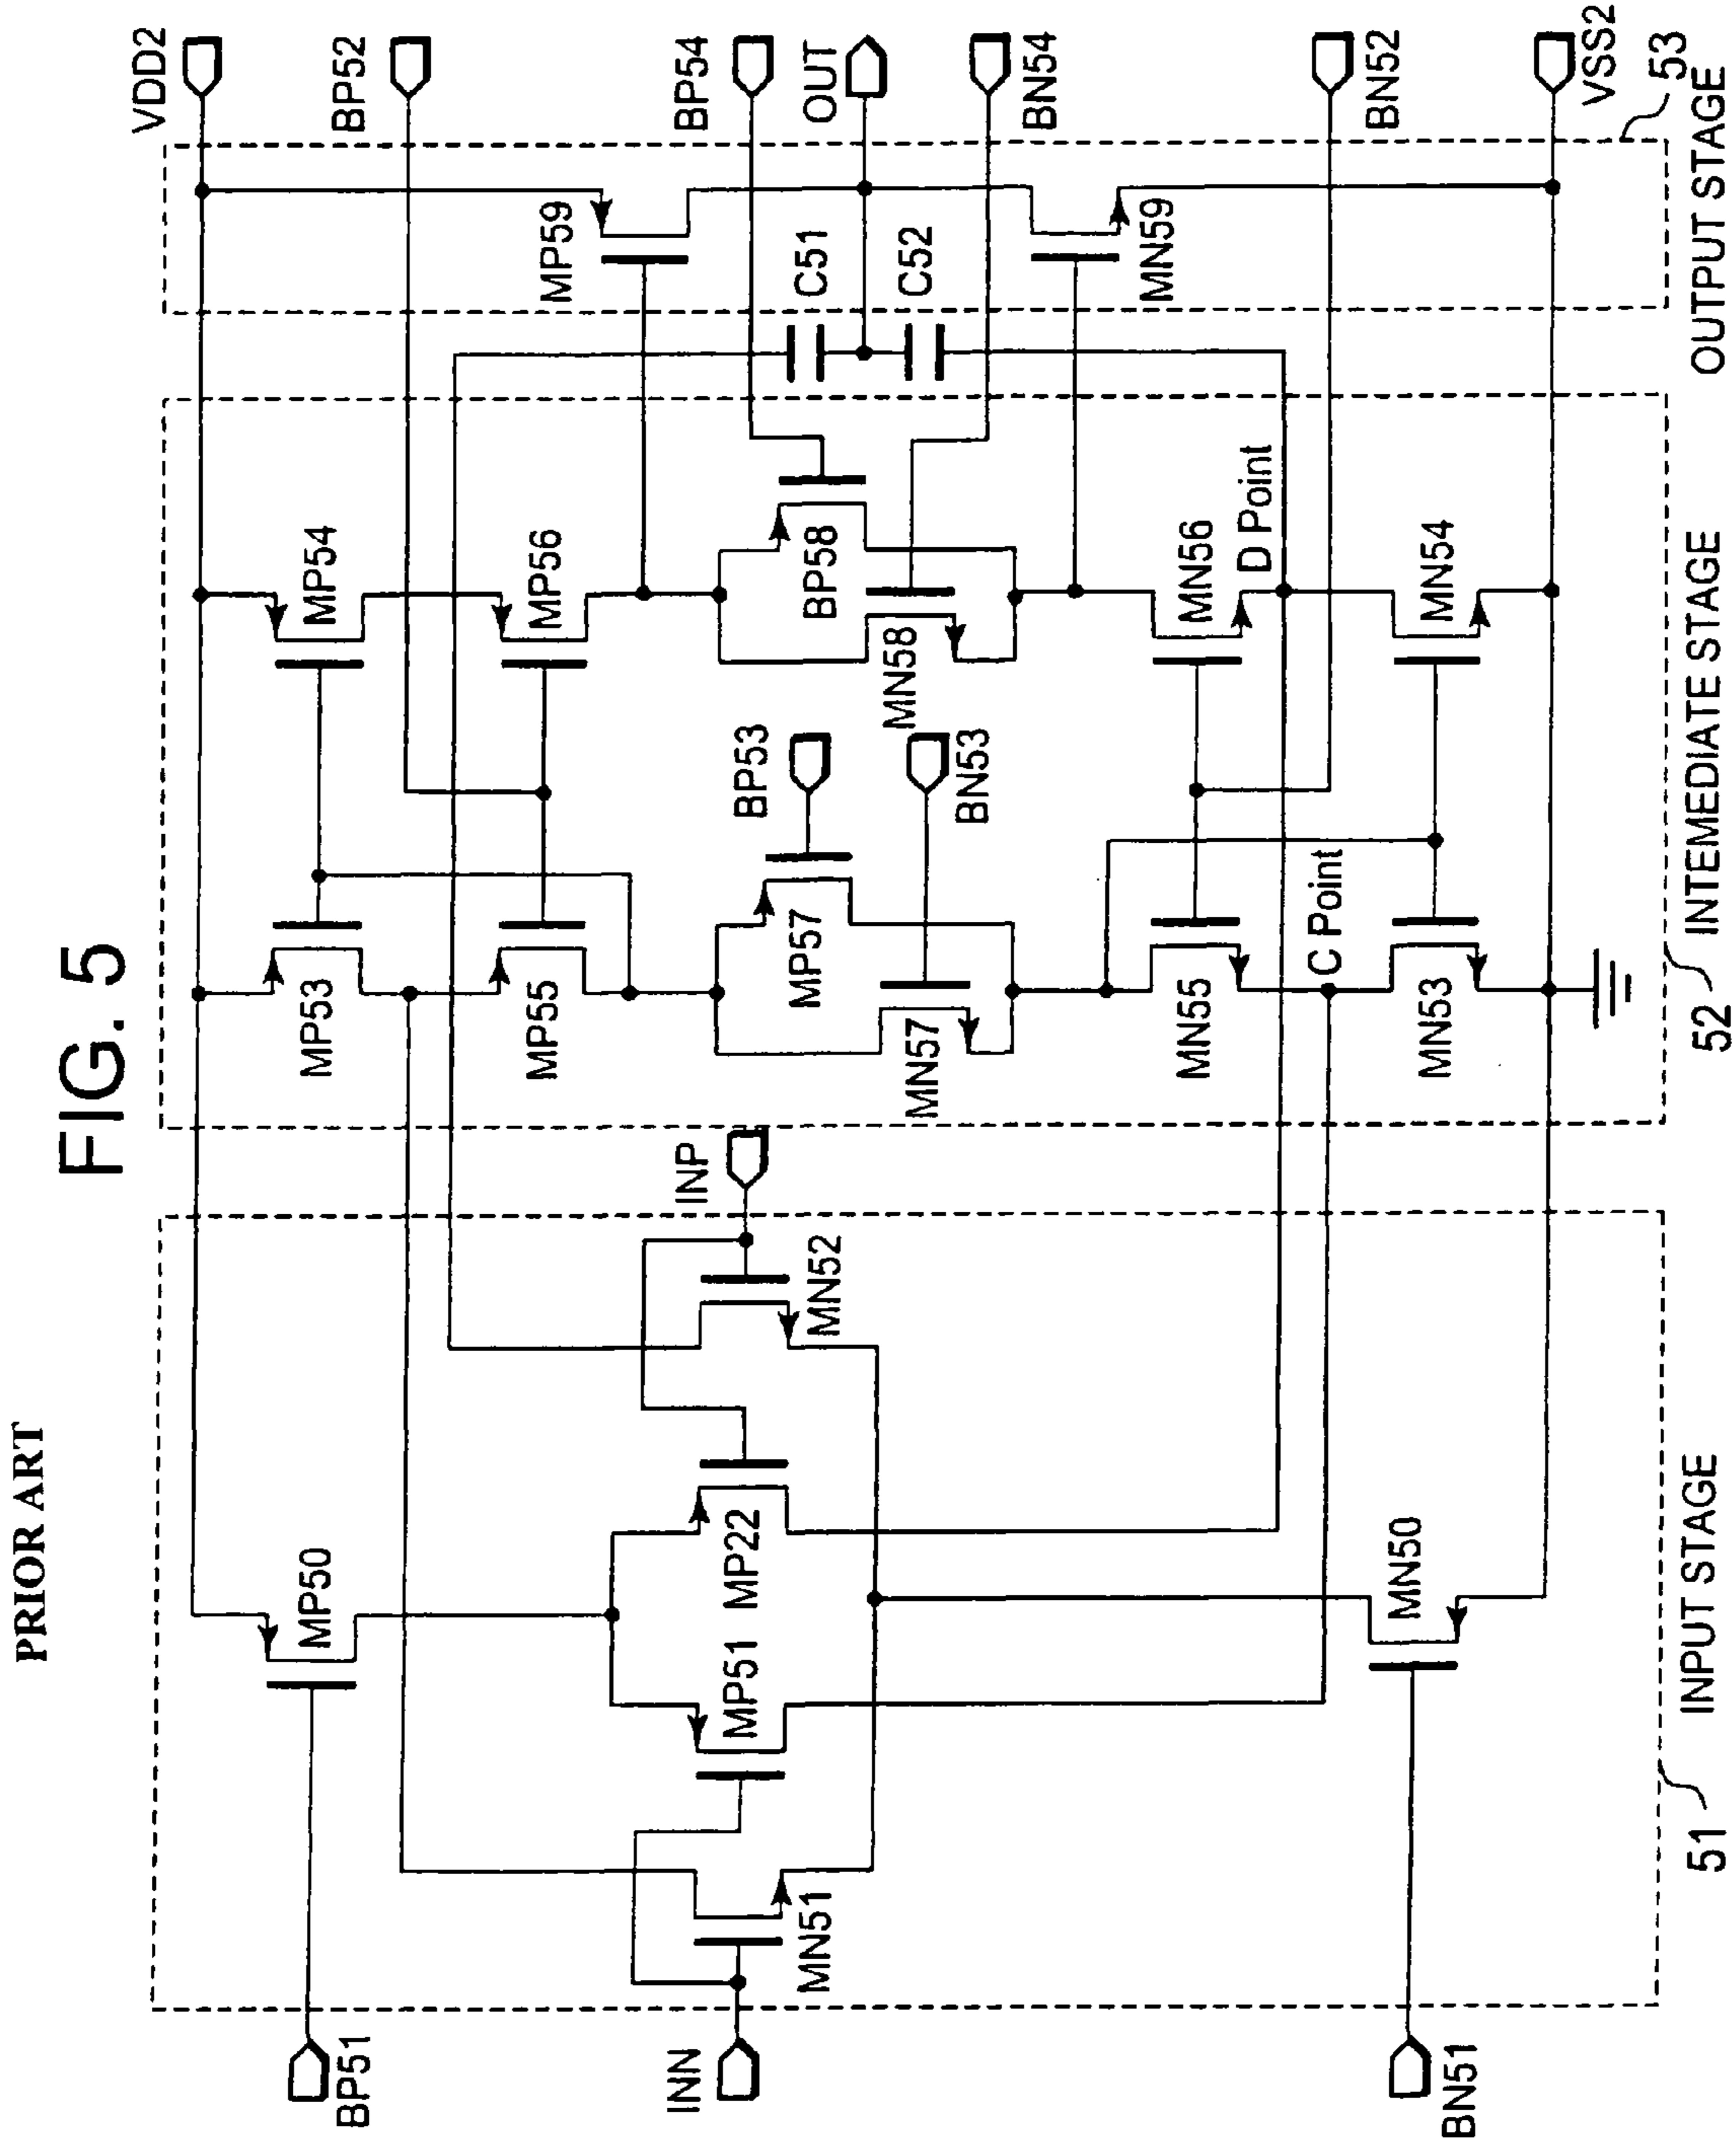 PRIOR ART
FIG. 5
VDD2
BP52
BP54
OUT
BN54
BN52
VSS2
BP51
INN
BN51
INP
BP53
BN53
MP50
MP51
MP22
MN51
MN52
MN50
MP53
MP54
MP55
MP56
MP57
MN57
BP58
MN58
MN55
MN56
C Point
D Point
MN53
MN54
MP59
C51
C52
MN59
51
INPUT STAGE
52
INTEMEDIATE STAGE
53
OUTPUT STAGE